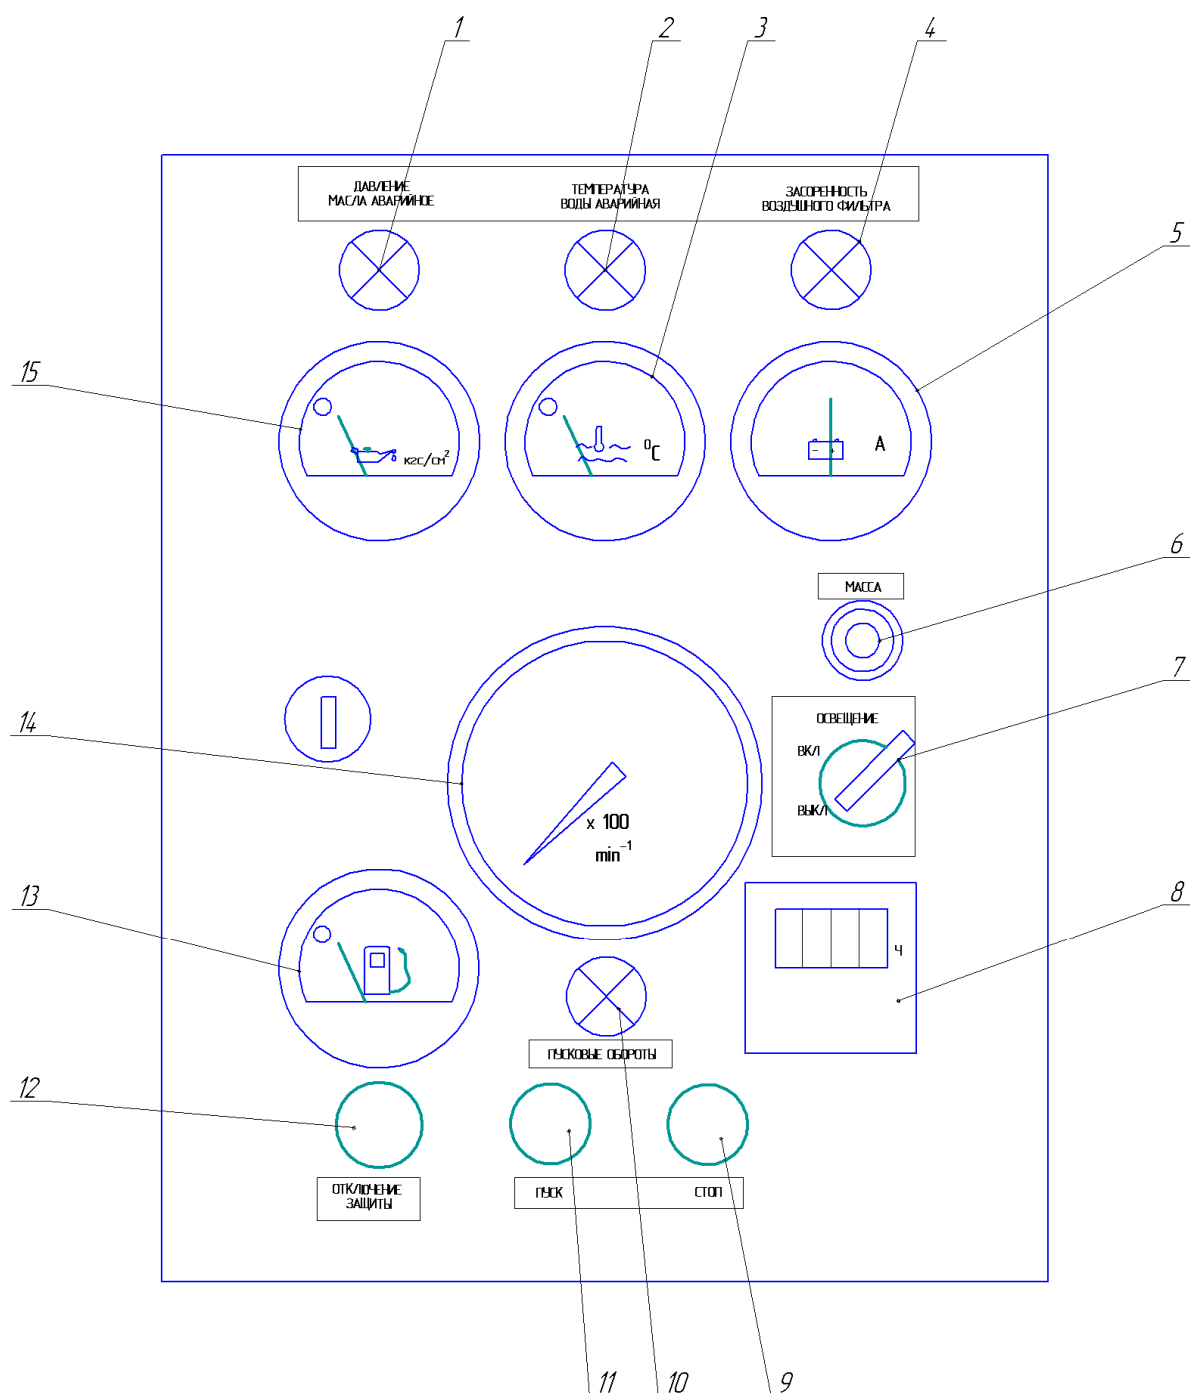 1
2
3
4
ДАВЛЕНИЕ
МАСЛА АВАРИЙНОЕ
ТЕМПЕРАТУРА
ВОДЫ АВАРИЙНАЯ
ЗАСОРЕННОСТЬ
ВОЗДУШНОГО ФИЛЬТРА
5
15
кгс/см²
⁰С
- +
А
6
МАССА
7
14
ОСВЕЩЕНИЕ
ВКЛ
ВЫКЛ
x 100
min⁻¹
13
8
ч
ПУСКОВЫЕ ОБОРОТЫ
12
ОТКЛЮЧЕНИЕ
ЗАЩИТЫ
ПУСК
СТОП
11
10
9